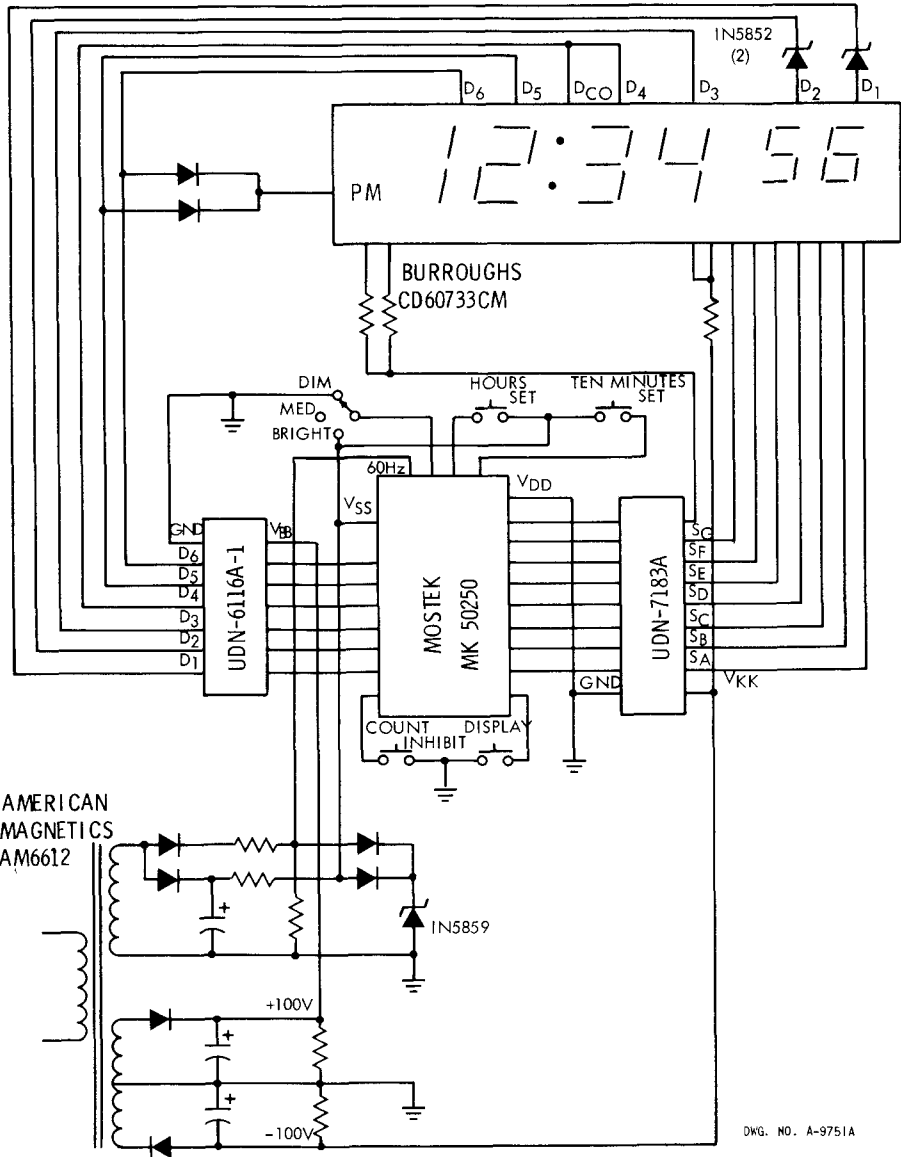 1N5852
(2)
D6 D5 DCO D4 D3 D2 D1
PM 12:34 56
BURROUGHS
CD60733CM
DIM
MED
BRIGHT
HOURS
SET
TEN MINUTES
SET
60Hz
VSS
VDD
GND
VBB
D6
D5
D4
D3
D2
D1
UDN-6116A-1
MOSTEK
MK 50250
UDN-7183A
SG
SF
SE
SD
SC
SB
SA
GND
VKK
COUNT
INHIBIT
DISPLAY
AMERICAN
MAGNETICS
AM6612
1N5859
+
+100V
+
+
-100V
DWG. NO. A-9751A